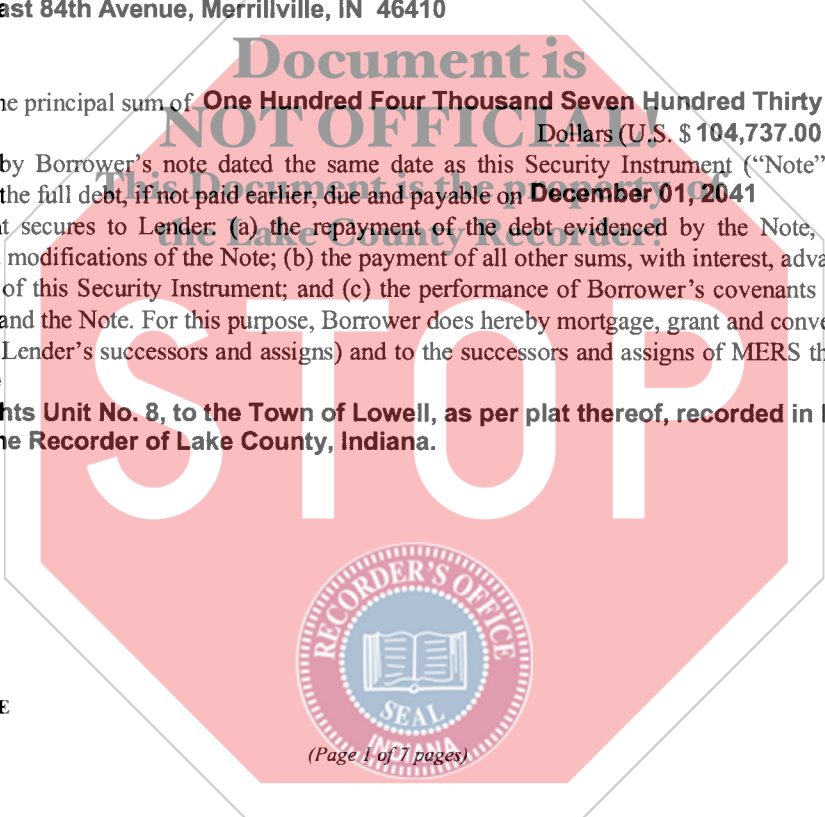 ast 84th Avenue, Merrillville, IN 46410
Document is
ne principal sum of One Hundred Four Thousand Seven Hundred Thirty
NOT OFFICIAL!
Dollars (U.S. $ 104,737.00
by Borrower's note dated the same date as this Security Instrument ("Note"
This Document is the property of
the full debt, if not paid earlier, due and payable on December 01, 2041
the Lake County Recorder!
t secures to Lender: (a) the repayment of the debt evidenced by the Note,
modifications of the Note; (b) the payment of all other sums, with interest, adva
of this Security Instrument; and (c) the performance of Borrower's covenants
and the Note. For this purpose, Borrower does hereby mortgage, grant and conve
Lender's successors and assigns) and to the successors and assigns of MERS th
STOP
hts Unit No. 8, to the Town of Lowell, as per plat thereof, recorded in
ne Recorder of Lake County, Indiana.
RECORDER'S OFFICE
SEAL
INDIANA
E
(Page 1 of 7 pages)